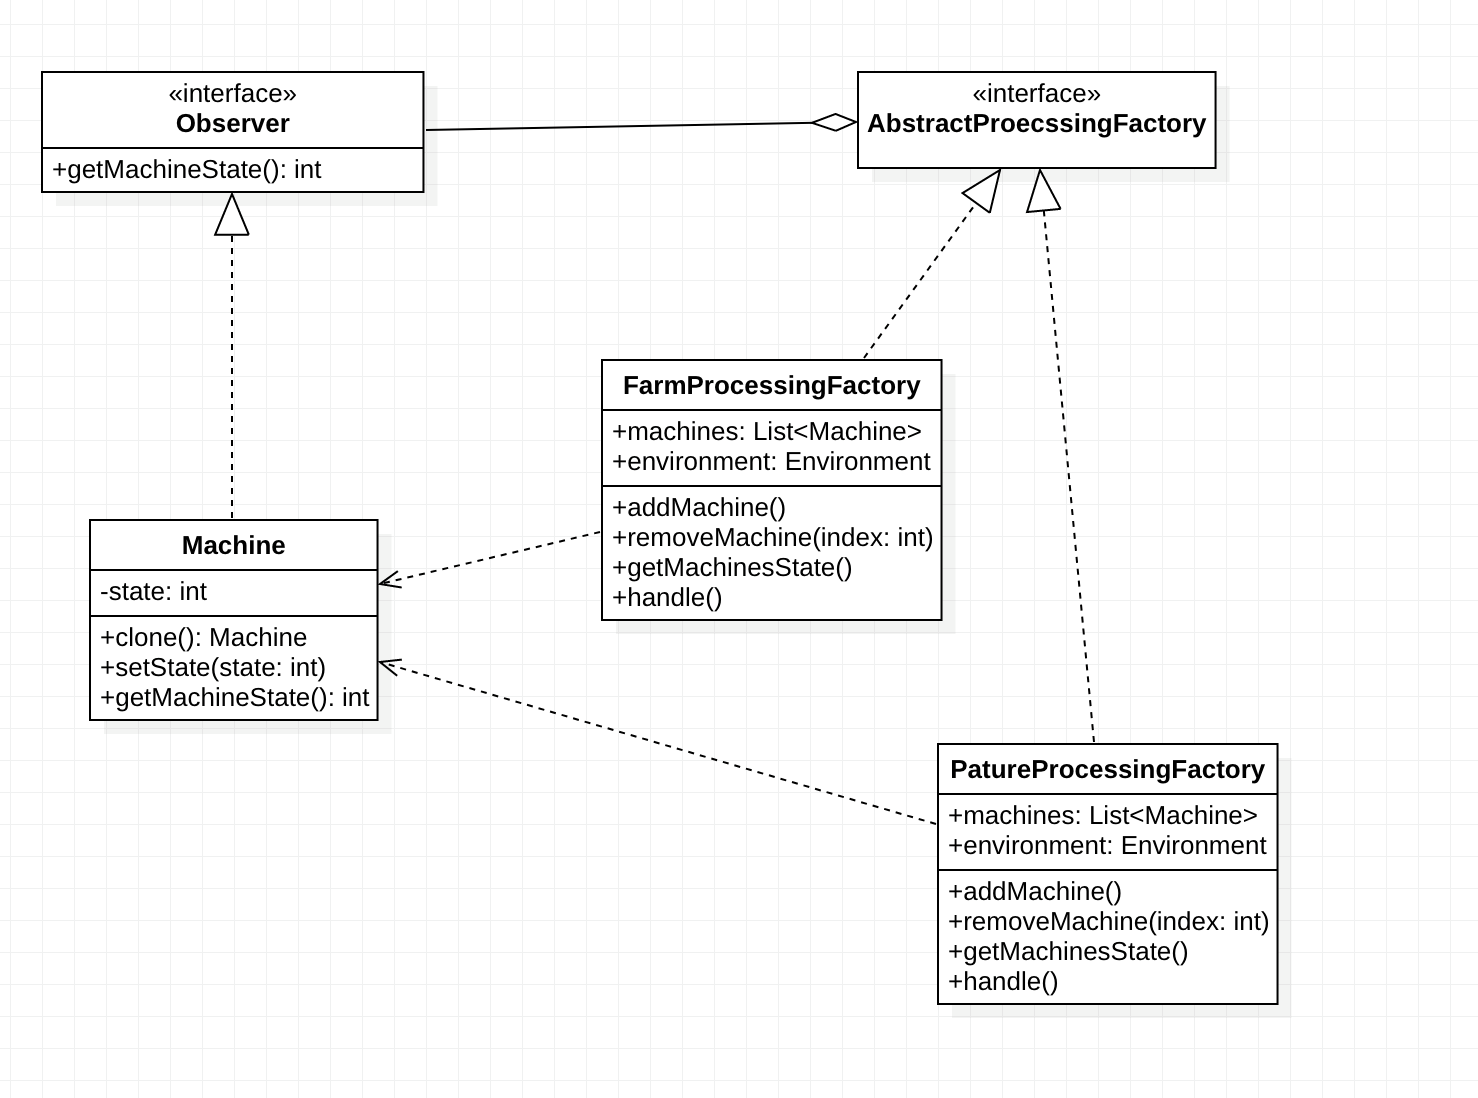 «interface»
Observer
+getMachineState(): int
«interface»
AbstractProecssingFactory
FarmProcessingFactory
+machines: List<Machine>
+environment: Environment
+addMachine()
+removeMachine(index: int)
+getMachinesState()
+handle()
Machine
-state: int
+clone(): Machine
+setState(state: int)
+getMachineState(): int
PatureProcessingFactory
+machines: List<Machine>
+environment: Environment
+addMachine()
+removeMachine(index: int)
+getMachinesState()
+handle()